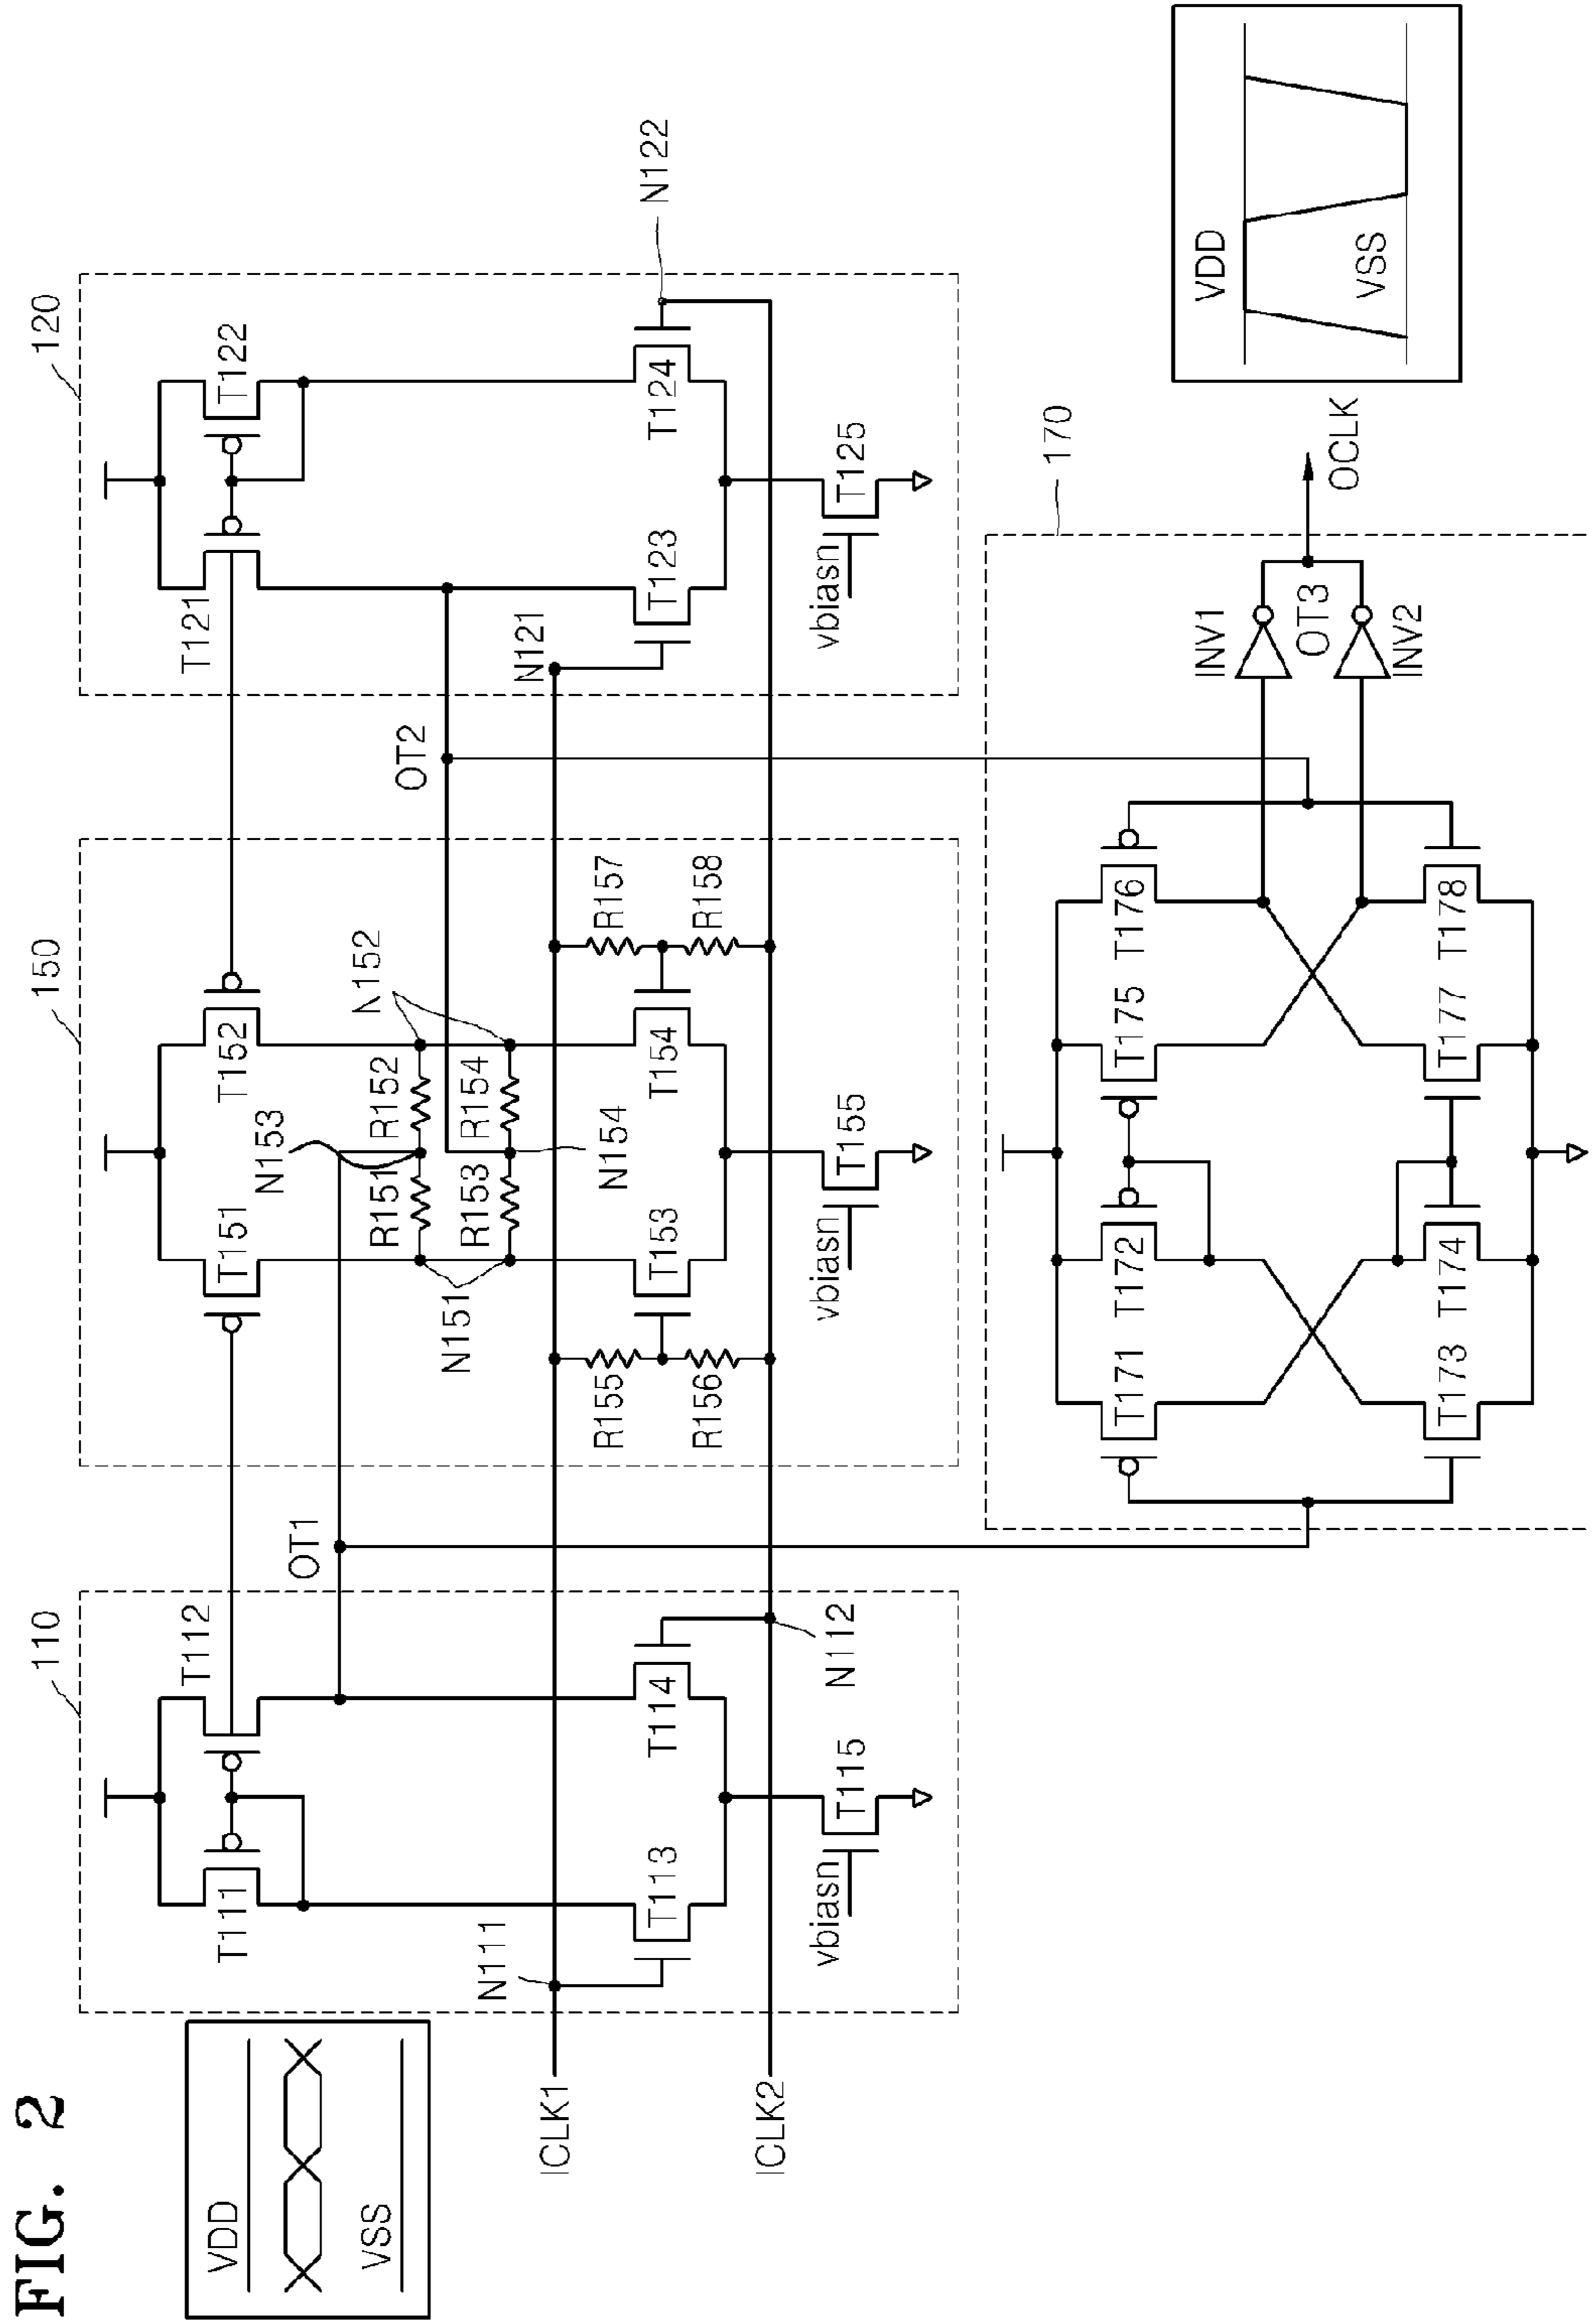 FIG. 2
110
150
120
VDD
VSS
T111
T112
T151
T152
T121
T122
OT1
N153
N152
OT2
R151
R152
N151
R153
R154
N154
N111
N121
ICLK1
T113
T114
R155
T153
T154
R157
T123
T124
N122
R156
R158
ICLK2
N112
vbiasn
T115
vbiasn
T155
vbiasn
T125
170
T171
T172
T175
T176
INV1
OT3
OCLK
INV2
T173
T174
T177
T178
VDD
VSS